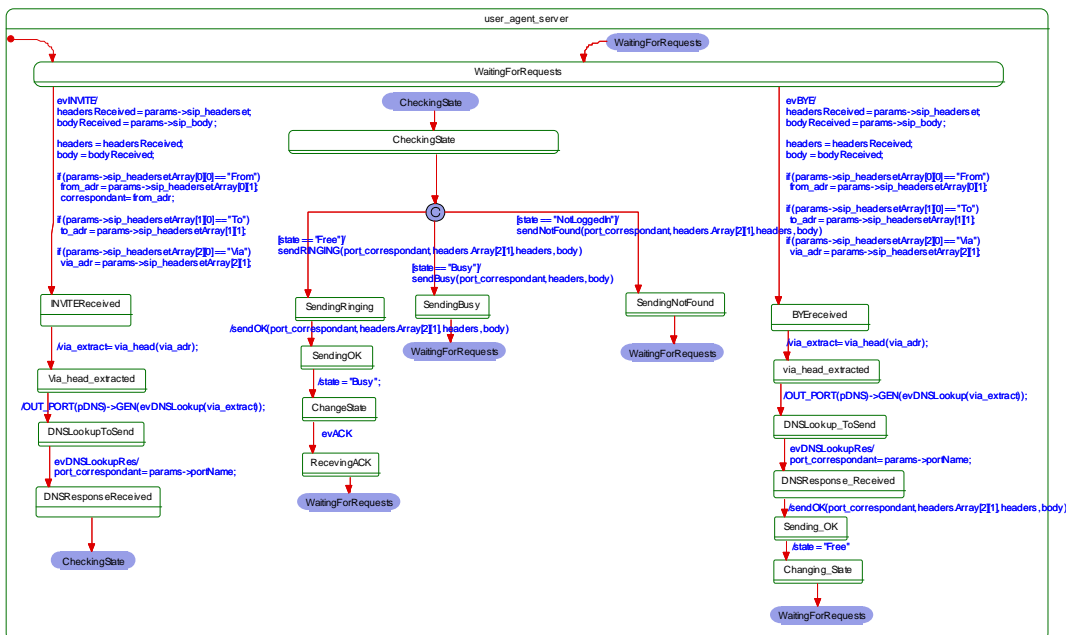 user_agent_server
WaitingForRequests
WaitingForRequests
evINVITE/
headersReceived = params->sip_headerset;
bodyReceived = params->sip_body;
headers = headersReceived;
body = bodyReceived;
if (params->sip_headersetArray[0][0] == "From")
from_adr = params->sip_headersetArray[0][1];
correspondant= from_adr;
if (params->sip_headersetArray[1][0] == "To")
to_adr = params->sip_headersetArray[1][1];
if (params->sip_headersetArray[2][0] == "Via")
via_adr = params->sip_headersetArray[2][1];
INVITEReceived
/via_extract= via_head(via_adr);
Via_head_extracted
/OUT_PORT(pDNS)->GEN(evDNSLookup(via_extract));
DNSLookupToSend
evDNSLookupRes/
port_correspondant= params->portName;
DNSResponseReceived
CheckingState
CheckingState
CheckingState
C
[state == "Free"]/
sendRINGING(port_correspondant,headers.Array[2][1],headers, body)
[state == "Busy"]/
sendBusy(port_correspondant,headers,body)
[state == "NotLoggedIn"]/
sendNotFound(port_correspondant,headers.Array[2][1],headers, body)
SendingRinging
/sendOK(port_correspondant,headers.Array[2][1],headers, body)
SendingOK
/state = "Busy";
ChangeState
evACK
RecevingACK
WaitingForRequests
SendingBusy
WaitingForRequests
SendingNotFound
WaitingForRequests
evBYE/
headersReceived = params->sip_headerset;
bodyReceived = params->sip_body;
headers = headersReceived;
body = bodyReceived;
if (params->sip_headersetArray[0][0] == "From")
from_adr = params->sip_headersetArray[0][1];
if (params->sip_headersetArray[1][0] == "To")
to_adr = params->sip_headersetArray[1][1];
if (params->sip_headersetArray[2][0] == "Via")
via_adr = params->sip_headersetArray[2][1];
BYEreceived
/via_extract= via_head(via_adr);
via_head_extracted
/OUT_PORT(pDNS)->GEN(evDNSLookup(via_extract));
DNSLookup_ToSend
evDNSLookupRes/
port_correspondant= params->portName;
DNSResponse_Received
/sendOK(port_correspondant,headers.Array[2][1],headers, body)
Sending_OK
/state = "Free"
Changing_State
WaitingForRequests